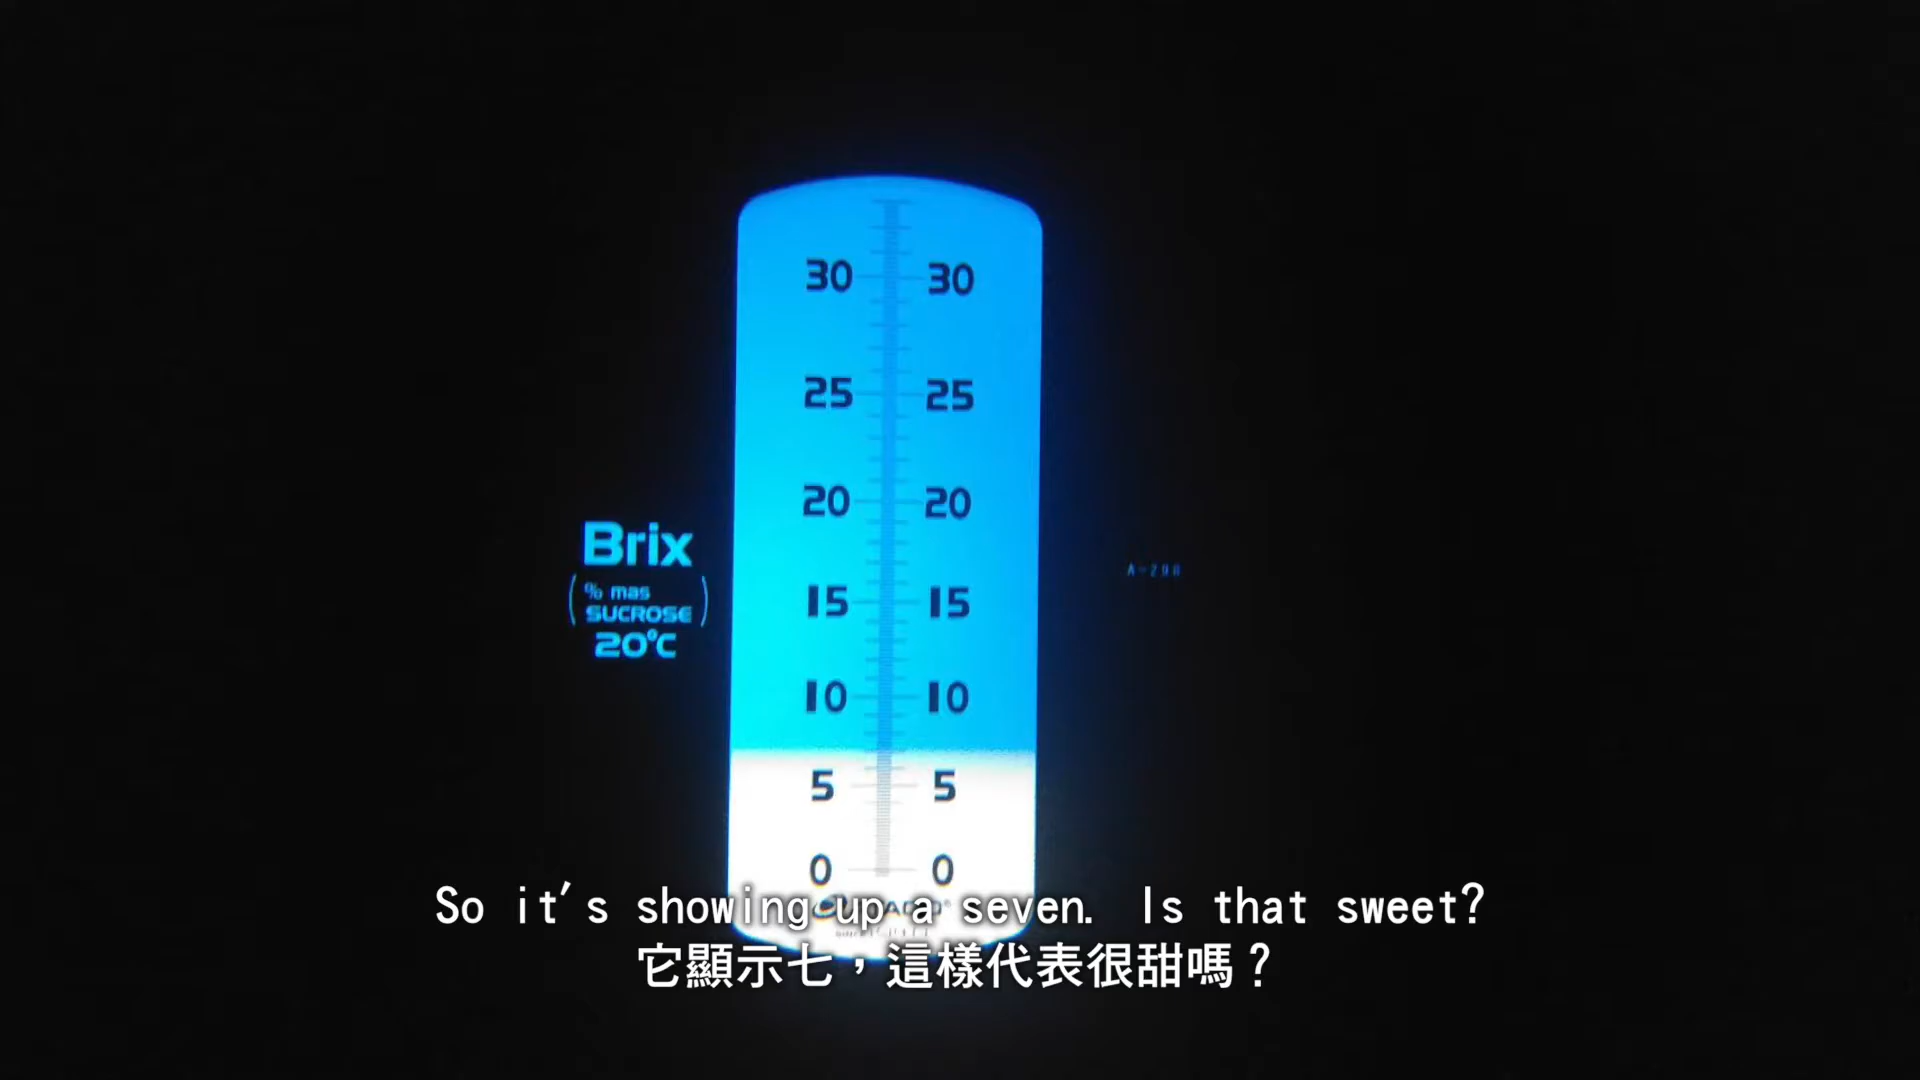 30 30
25 25
20 20
Brix
(% mas
SUCROSE)
20°C
15 15
10 10
5 5
0 0
So it's showing up a seven. Is that sweet?
它顯示七，這樣代表很甜嗎？